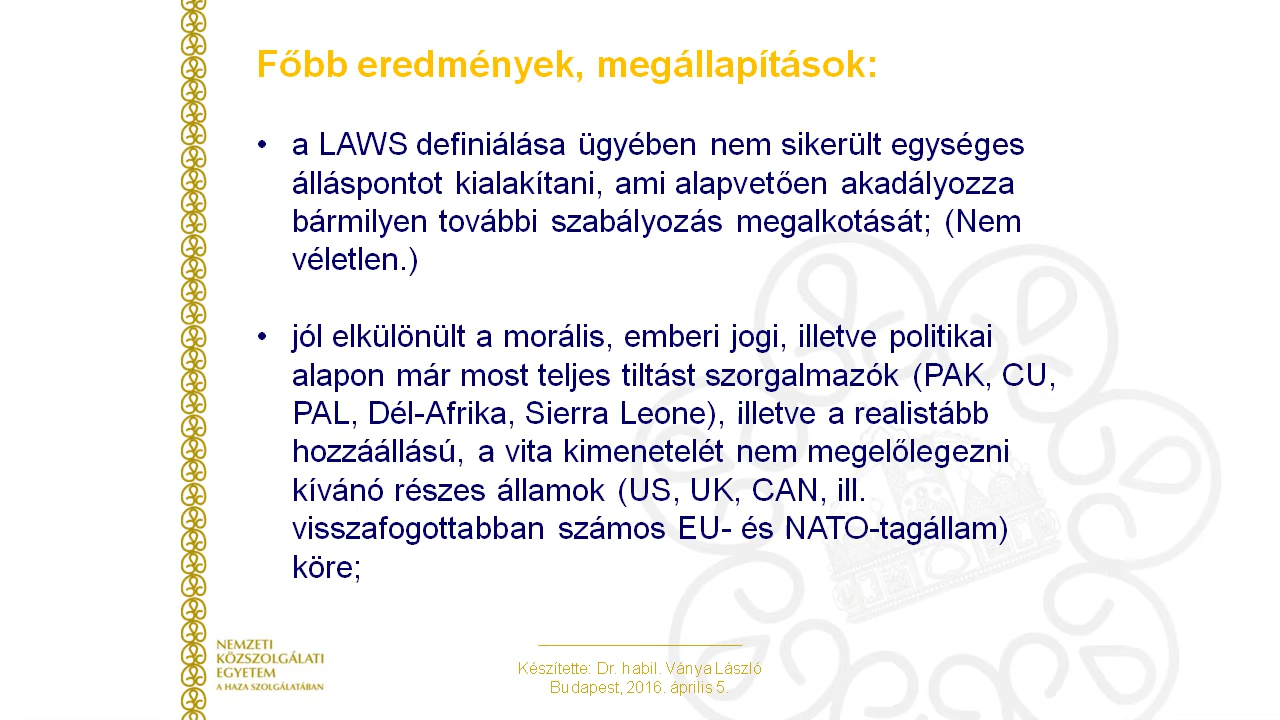 Főbb eredmények, megállapítások:
• a LAWS definiálása ügyében nem sikerült egységes
álláspontot kialakítani, ami alapvetően akadályozza
bármilyen további szabályozás megalkotását; (Nem
véletlen.)
• jól elkülönült a morális, emberi jogi, illetve politikai
alapon már most teljes tiltást szorgalmazók (PAK, CU,
PAL, Dél-Afrika, Sierra Leone), illetve a realistább
hozzáállású, a vita kimenetelét nem megelőlegezni
kívánó részes államok (US, UK, CAN, ill.
visszafogottabban számos EU- és NATO-tagállam)
köre;
NEMZETI
KÖZSZOLGÁLATI
EGYETEM
A HAZA SZOLGÁLATÁBAN
Készítette: Dr. habil. Ványa László
Budapest, 2016. április 5.